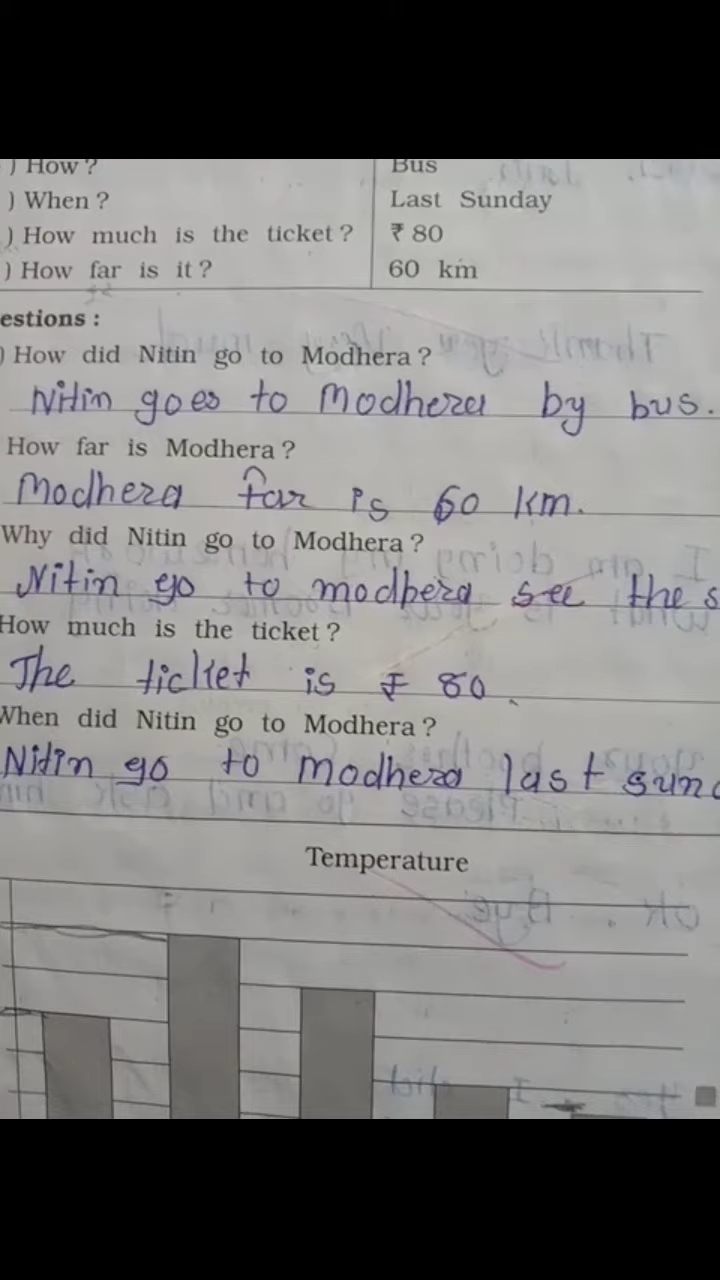 ) How ? Bus
) When ? Last Sunday
) How much is the ticket ? ₹ 80
) How far is it ? 60 km
estions :
) How did Nitin go to Modhera ?
Nitin goes to modhera by bus.
How far is Modhera ?
Modhera far is 60 km.
Why did Nitin go to Modhera ?
Nitin go to modhera see the s
How much is the ticket ?
The ticket is ₹ 80.
When did Nitin go to Modhera ?
Nitin go to modhera last sund
Temperature